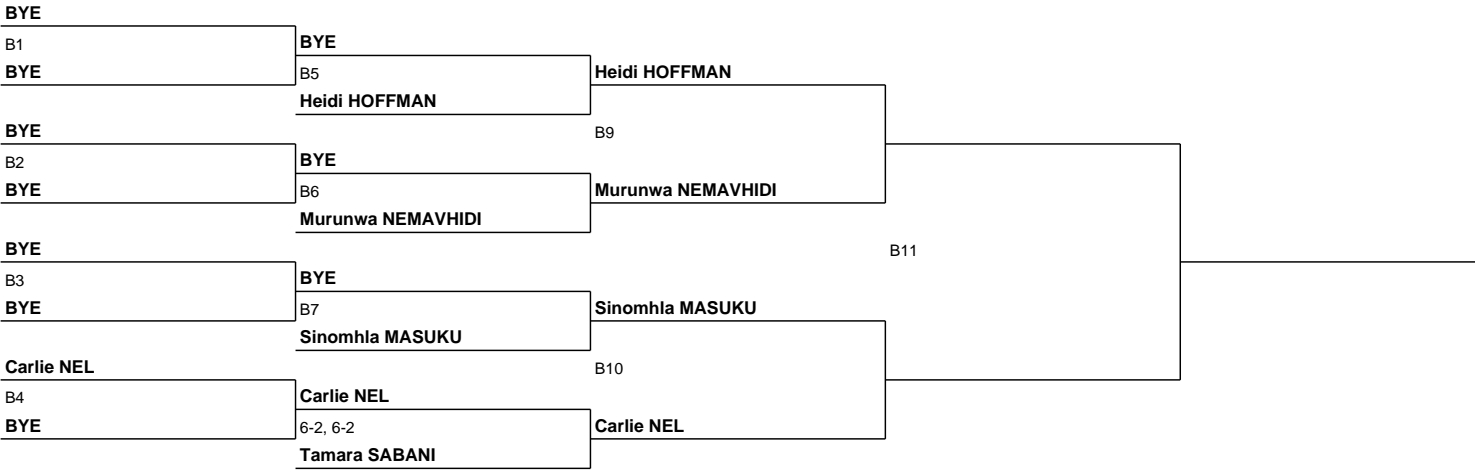 BYE
B1
BYE
BYE
B5
Heidi HOFFMAN
Heidi HOFFMAN
BYE
B9
B2
BYE
BYE
B6
Murunwa NEMAVHIDI
Murunwa NEMAVHIDI
BYE
B11
B3
BYE
BYE
B7
Sinomhla MASUKU
Sinomhla MASUKU
Carlie NEL
B10
B4
Carlie NEL
BYE
6-2, 6-2
Carlie NEL
Tamara SABANI